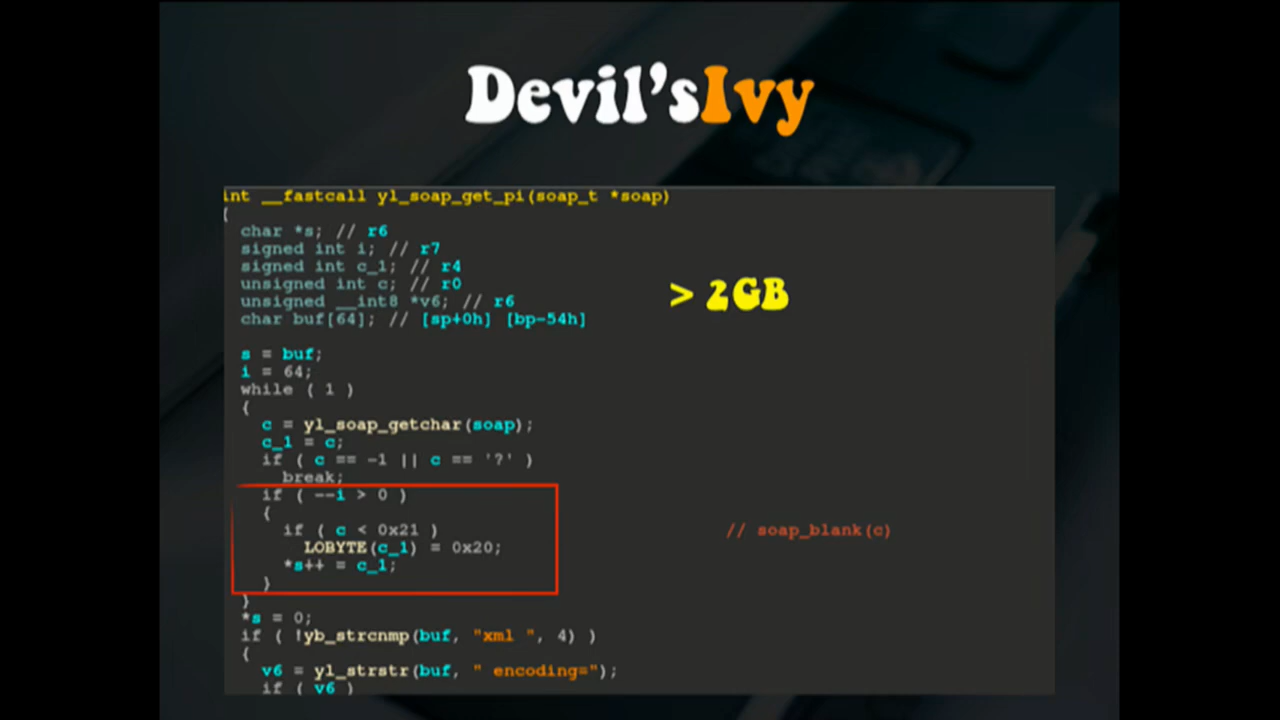 Devil'sIvy
int __fastcall yl_soap_get_pi(soap_t *soap)
{
char *s; // r6
signed int i; // r7
signed int c_1; // r4
unsigned int c; // r0
unsigned __int8 *v6; // r6
char buf[64]; // [sp+0h] [bp-54h]
> 2GB
s = buf;
i = 64;
while ( 1 )
{
c = yl_soap_getchar(soap);
c_1 = c;
if ( c == -1 || c == '?' )
break;
if ( --i > 0 )
{
if ( c < 0x21 )
LOBYTE(c_1) = 0x20;
*s++ = c_1;
}
// soap_blank(c)
}
*s = 0;
if ( !yb_strcnmp(buf, "xml ", 4) )
{
v6 = yl_strstr(buf, " encoding=");
if ( v6 )